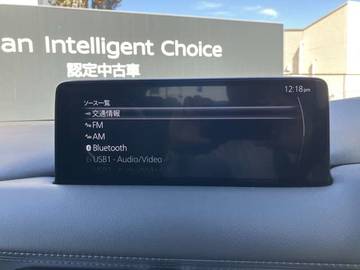 an Intelligent Choice
認定中古車
12:18pm
ソース一覧
交通情報
FM
AM
Bluetooth
USB1 - Audio/Video